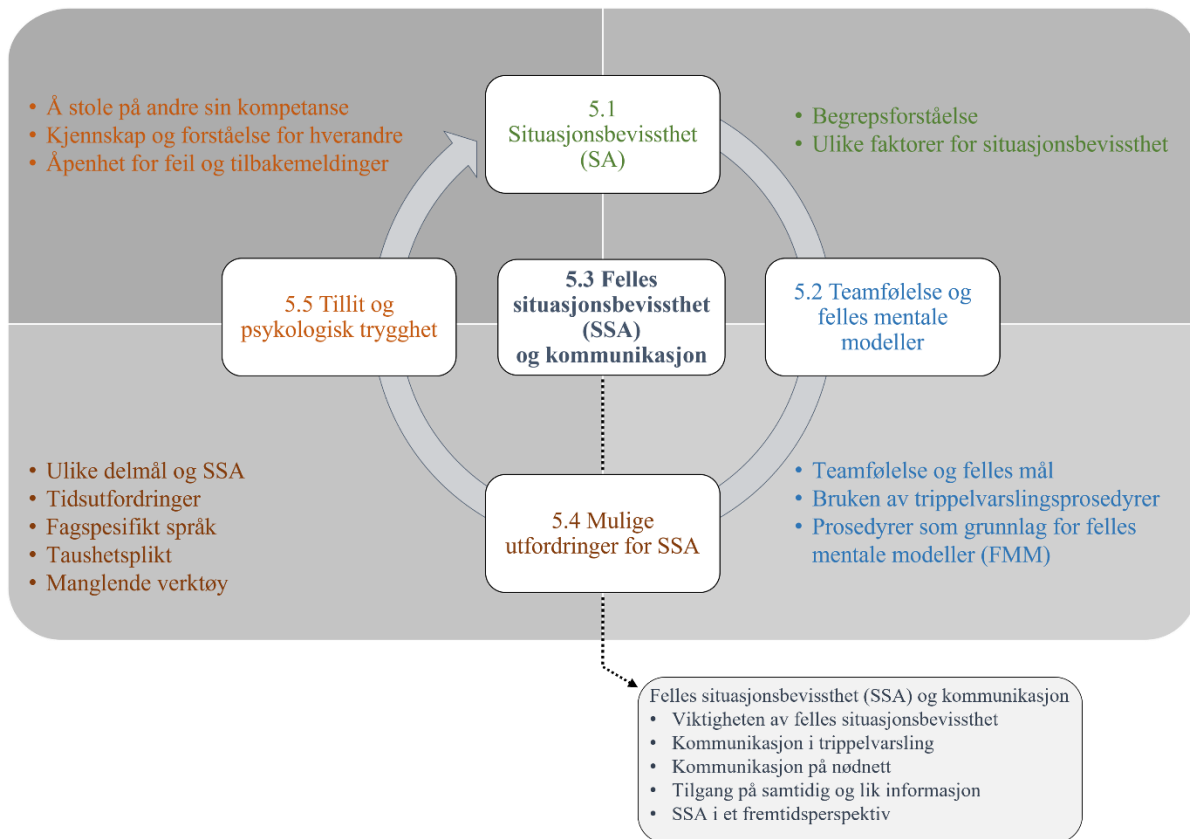 • Å stole på andre sin kompetanse
• Kjennskap og forståelse for hverandre
• Åpenhet for feil og tilbakemeldinger
5.1
Situasjonsbevissthet
(SA)
• Begrepsforståelse
• Ulike faktorer for situasjonsbevissthet
5.5 Tillit og
psykologisk trygghet
5.3 Felles
situasjonsbevissthet
(SSA)
og kommunikasjon
5.2 Teamfølelse og
felles mentale
modeller
• Ulike delmål og SSA
• Tidsutfordringer
• Fagspesifikt språk
• Taushetsplikt
• Manglende verktøy
5.4 Mulige
utfordringer for SSA
• Teamfølelse og felles mål
• Bruken av trippelvarslingsprosedyrer
• Prosedyrer som grunnlag for felles
mentale modeller (FMM)
Felles situasjonsbevissthet (SSA) og kommunikasjon
• Viktigheten av felles situasjonsbevissthet
• Kommunikasjon i trippelvarsling
• Kommunikasjon på nødnett
• Tilgang på samtidig og lik informasjon
• SSA i et fremtidsperspektiv